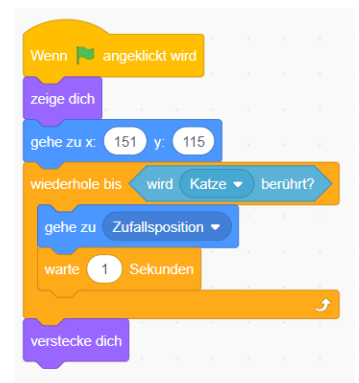 Wenn angeklickt wird
zeige dich
gehe zu x: 151 y: 115
wiederhole bis wird Katze berührt?
gehe zu Zufallsposition
warte 1 Sekunden
verstecke dich